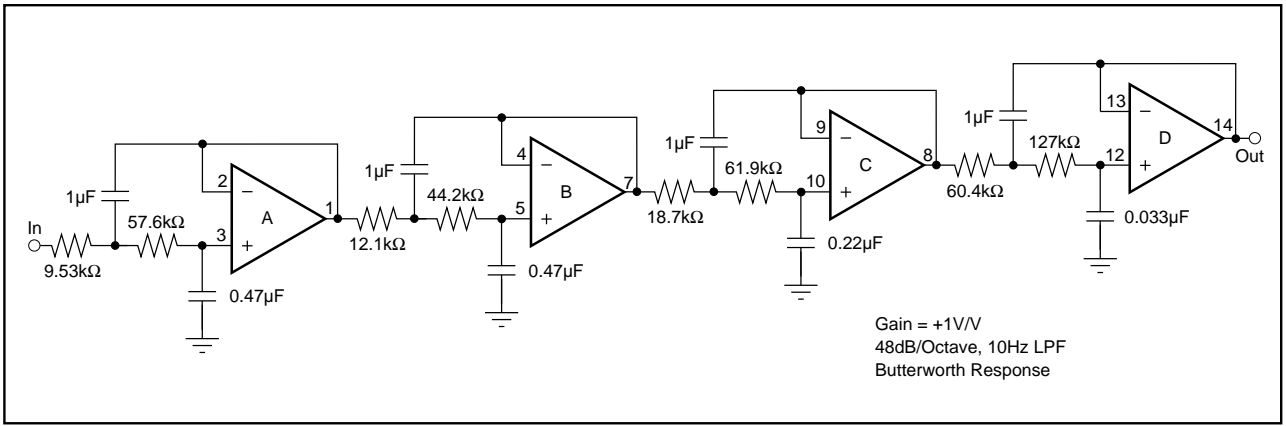 In
9.53kΩ
1µF
57.6kΩ
0.47µF
2
3
−
+
A
1
12.1kΩ
1µF
44.2kΩ
0.47µF
4
5
−
+
B
7
18.7kΩ
1µF
61.9kΩ
0.22µF
9
10
−
+
C
8
60.4kΩ
1µF
127kΩ
0.033µF
13
12
−
+
D
14
Out
Gain = +1V/V
48dB/Octave, 10Hz LPF
Butterworth Response